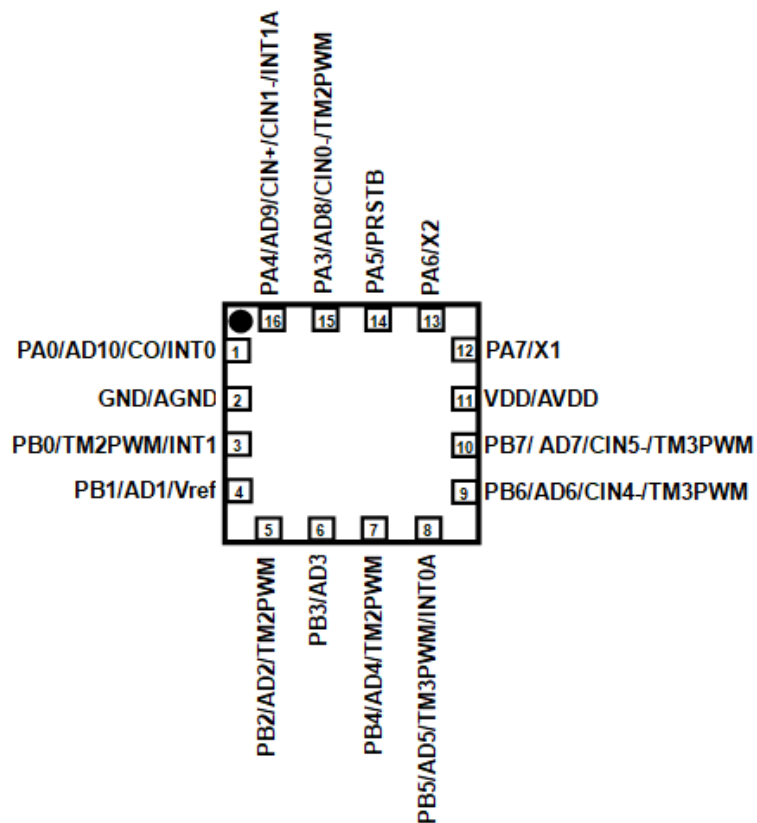 PA4/AD9/CIN+/CIN1-/INT1A
PA3/AD8/CIN0-/TM2PWM
PA5/PRSTB
PA6/X2
16
15
14
13
PA0/AD10/CO/INT0
1
12
PA7/X1
GND/AGND
2
11
VDD/AVDD
PB0/TM2PWM/INT1
3
10
PB7/ AD7/CIN5-/TM3PWM
PB1/AD1/Vref
4
9
PB6/AD6/CIN4-/TM3PWM
5
6
7
8
PB2/AD2/TM2PWM
PB3/AD3
PB4/AD4/TM2PWM
PB5/AD5/TM3PWM/INT0A